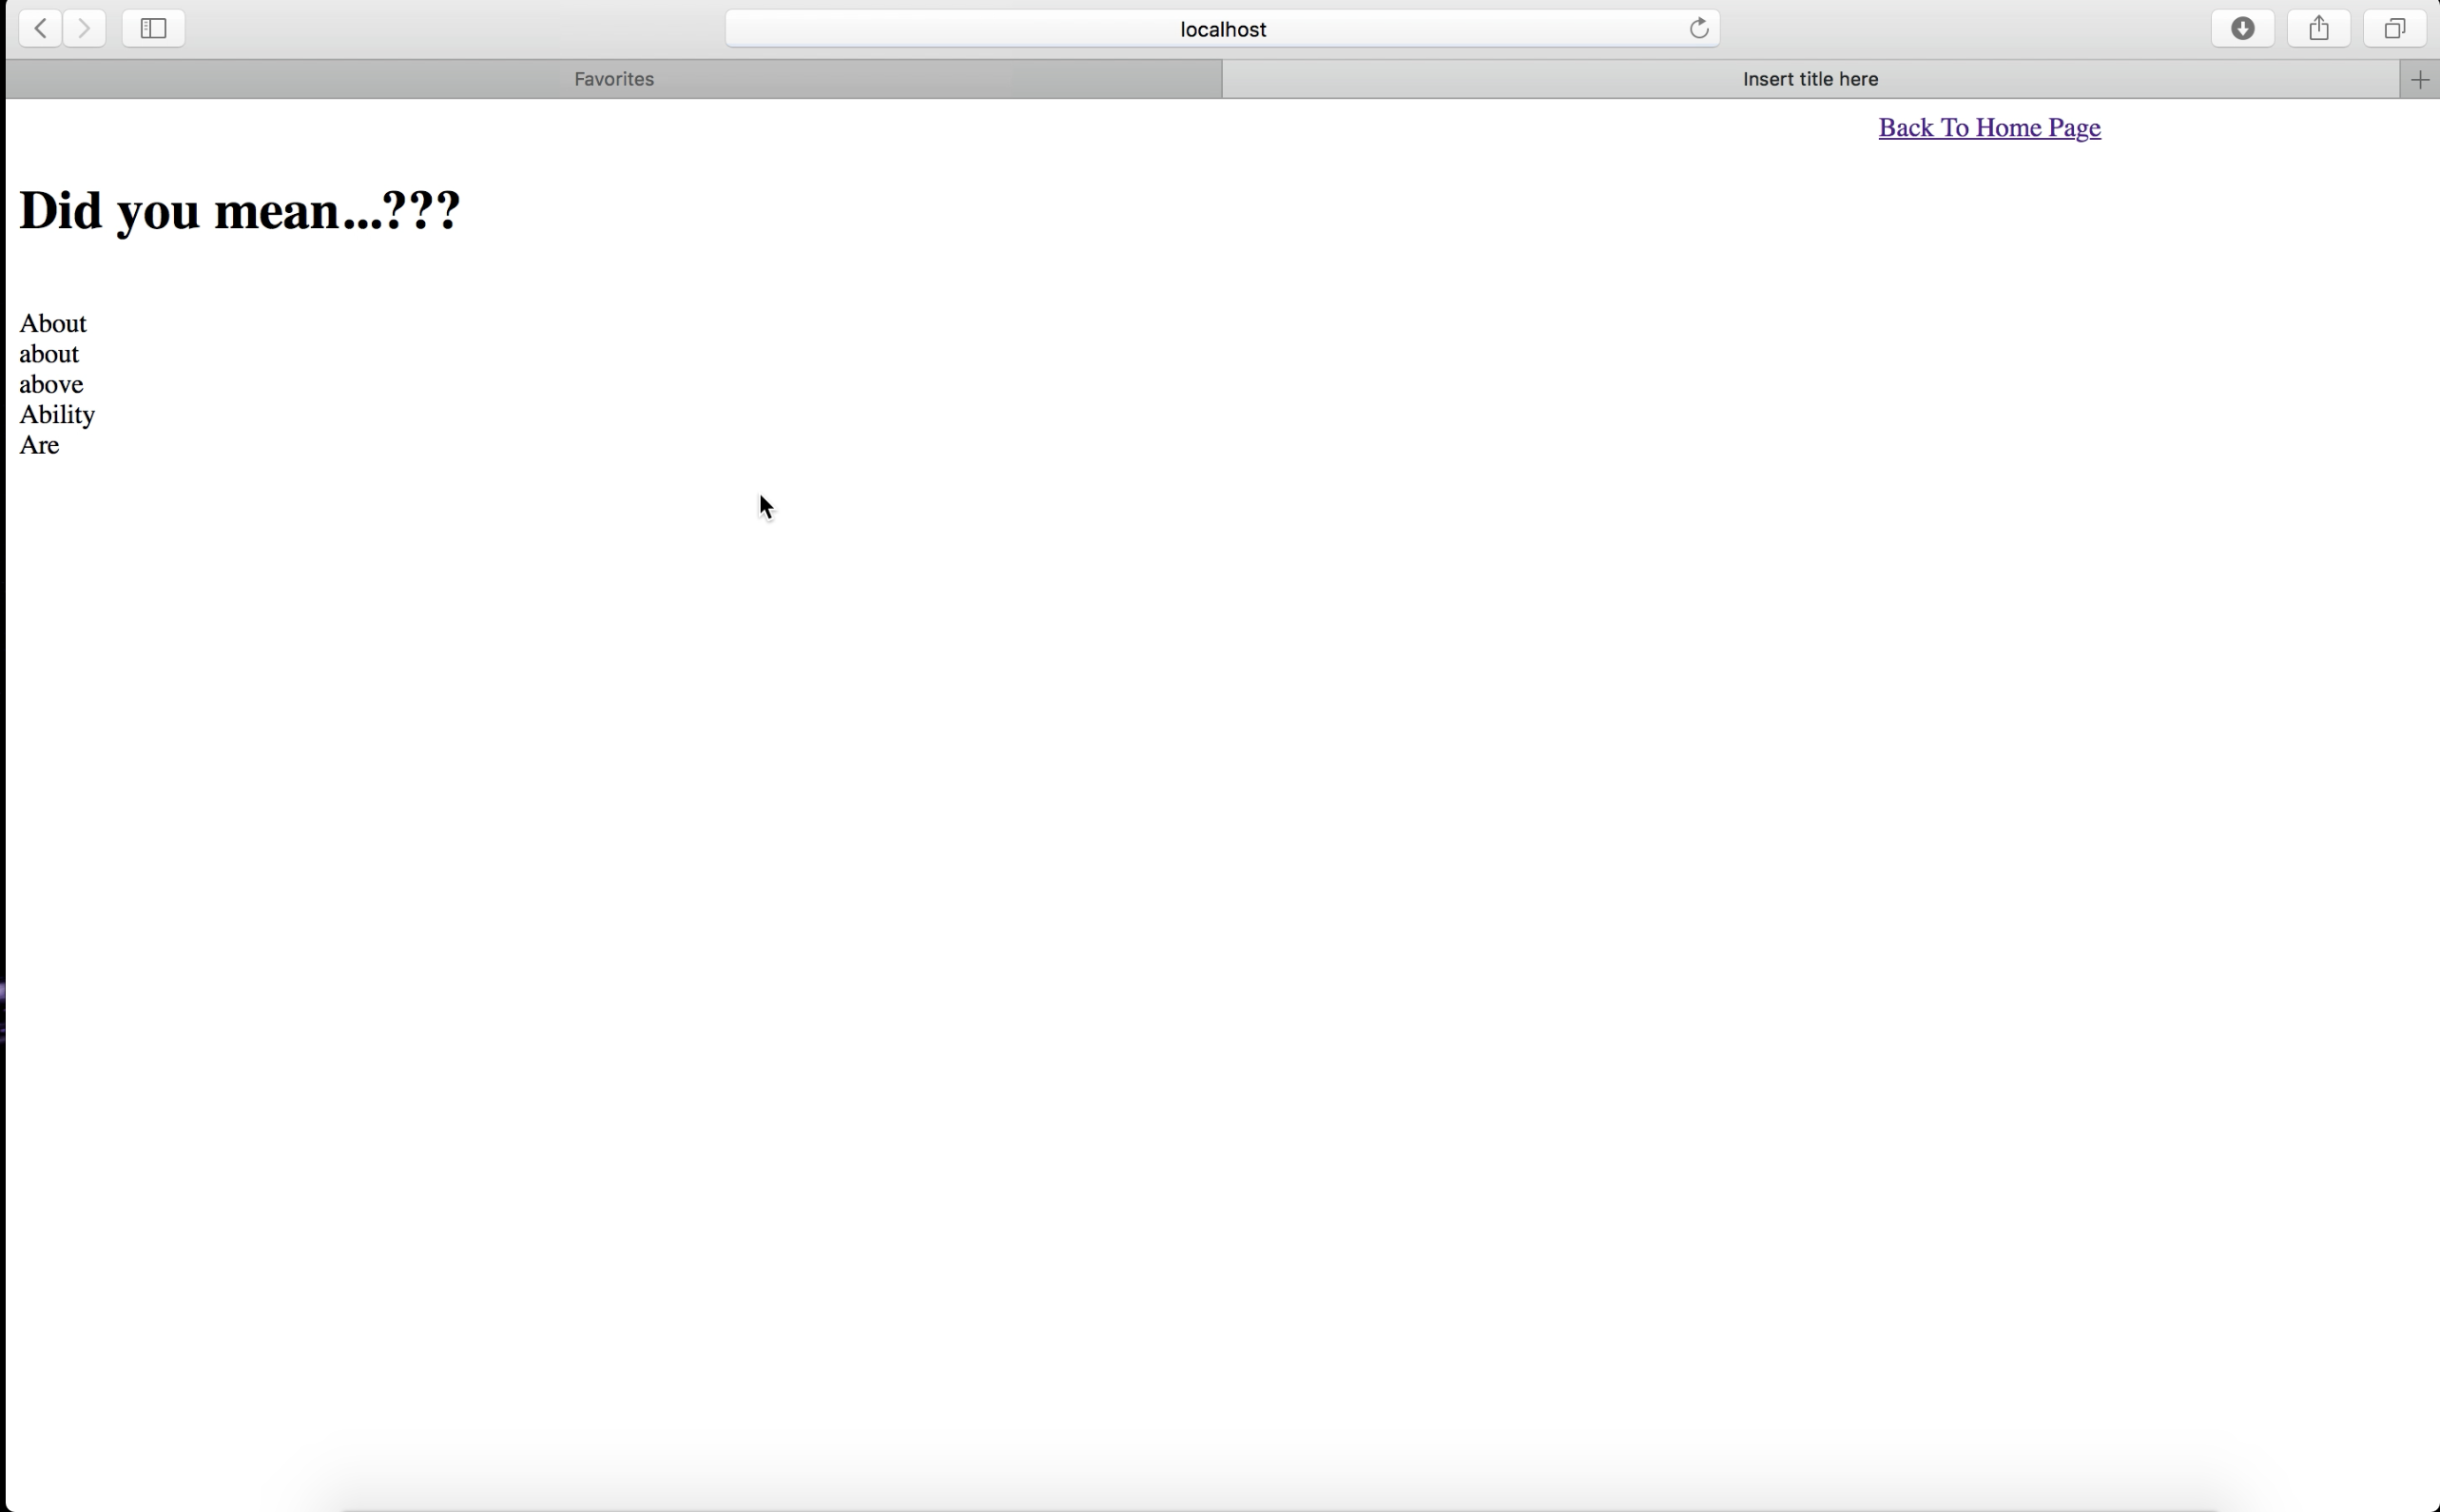 localhost
Favorites
Insert title here
Back To Home Page
Did you mean...???
About
about
above
Ability
Are